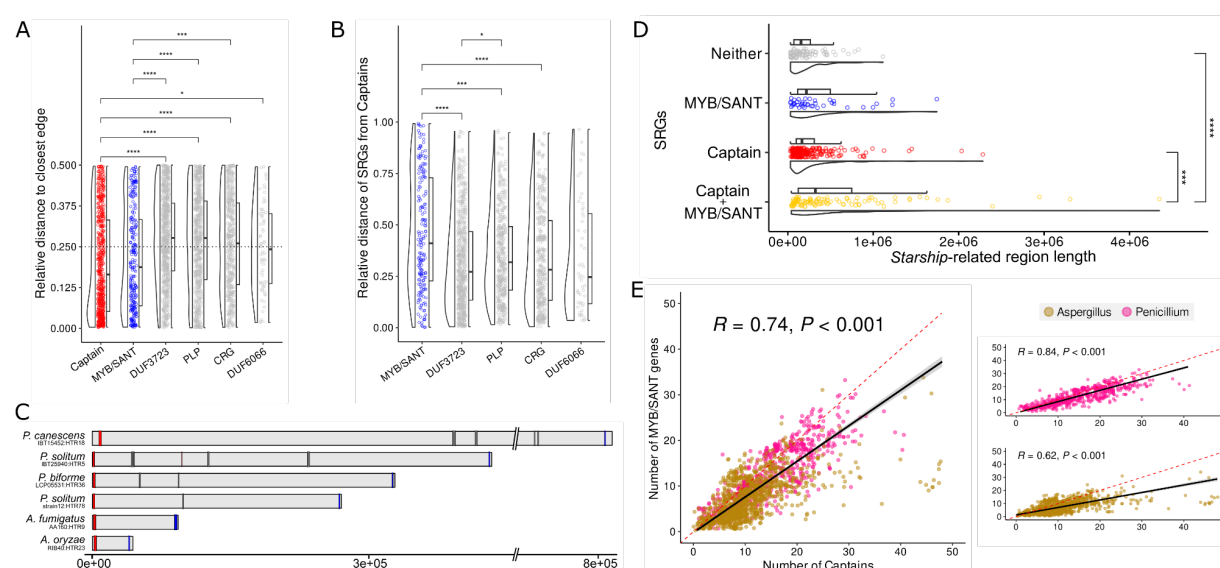 A
Relative distance to closest edge
***
****
****
*
****
****
****
0.500
0.375
0.250
0.125
0.000
Captain
MYB/SANT
DUF3723
PLP
CRG
DUF6066
B
Relative distance of SRGs from Captains
*
****
***
****
1.00
0.75
0.50
0.25
0.00
MYB/SANT
DUF3723
PLP
CRG
DUF6066
C
P. canescens
IBT15452:HTR18
P. solitum
IBT25940:HTR5
P. biforme
LCP05531:HTR36
P. solitum
strain12:HTR78
A. fumigatus
AA160:HTR9
A. oryzae
RIB40:HTR23
0e+00
3e+05
8e+05
D
SRGs
Neither
MYB/SANT
Captain
Captain
+
MYB/SANT
****
***
0e+00
1e+06
2e+06
3e+06
4e+06
Starship-related region length
E
Number of MYB/SANT genes
R = 0.74, P < 0.001
50
40
30
20
10
0
0 10 20 30 40 50
Number of Captains
Aspergillus Penicillium
R = 0.84, P < 0.001
50
40
30
20
10
0
0 10 20 30 40
R = 0.62, P < 0.001
50
40
30
20
10
0
0 10 20 30 40